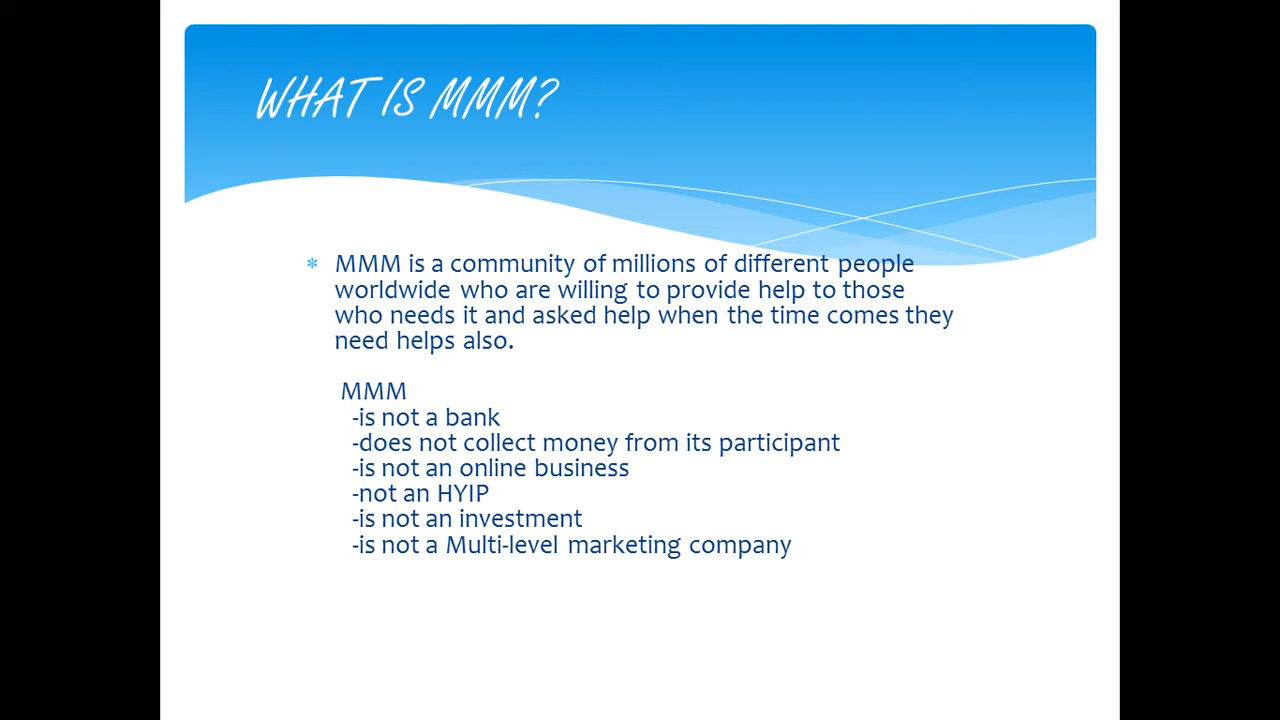 WHAT IS MMM?
* MMM is a community of millions of different people
worldwide who are willing to provide help to those
who needs it and asked help when the time comes they
need helps also.
MMM
-is not a bank
-does not collect money from its participant
-is not an online business
-not an HYIP
-is not an investment
-is not a Multi-level marketing company